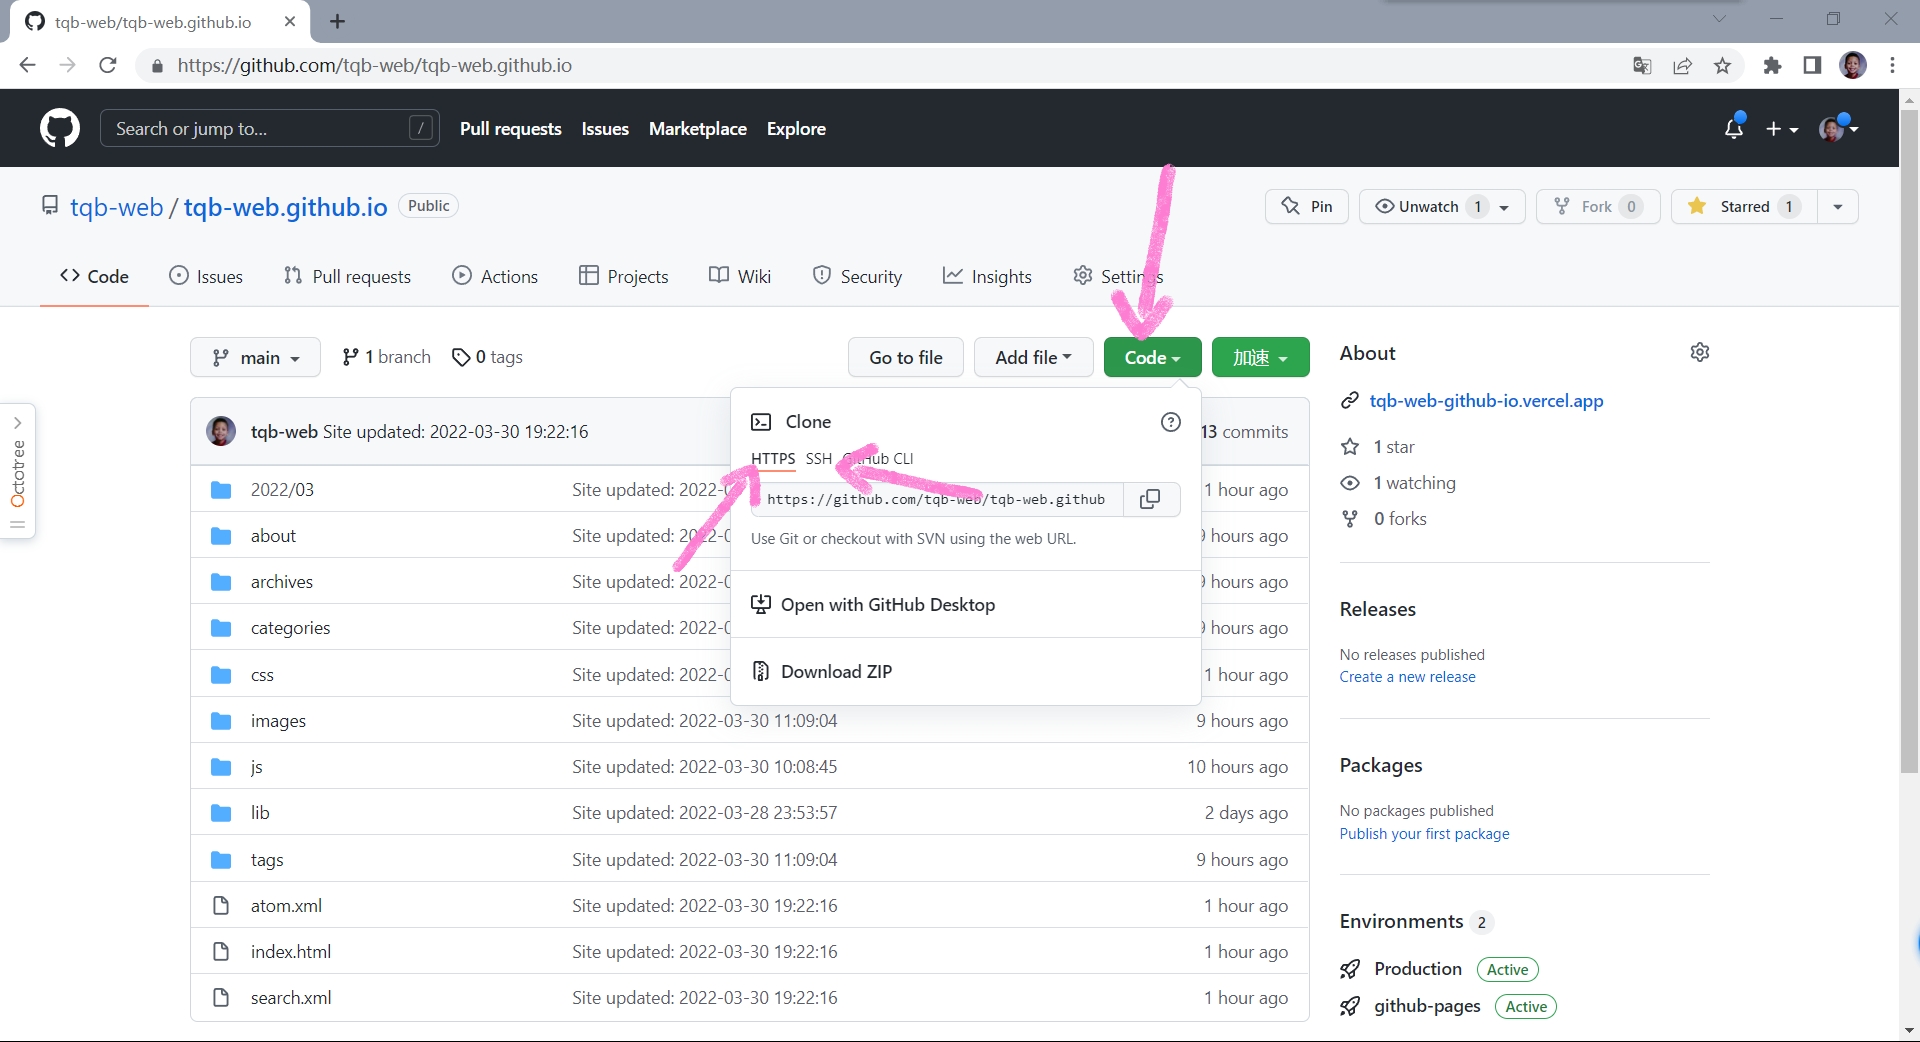 tqb-web/tqb-web.github.io
https://github.com/tqb-web/tqb-web.github.io
Search or jump to... /
Pull requests Issues Marketplace Explore
tqb-web / tqb-web.github.io Public
Pin Unwatch 1 Fork 0 Starred 1
Code Issues Pull requests Actions Projects Wiki Security Insights Settings
main 1 branch 0 tags Go to file Add file Code 加速
tqb-web Site updated: 2022-03-30 19:22:16 13 commits
Clone
HTTPS SSH GitHub CLI
https://github.com/tqb-web/tqb-web.github
Use Git or checkout with SVN using the web URL.
Open with GitHub Desktop
Download ZIP
Octotree
2022/03 Site updated: 2022-0 1 hour ago
about Site updated: 2022-0 9 hours ago
archives Site updated: 2022-0 9 hours ago
categories Site updated: 2022-0 9 hours ago
css Site updated: 2022-0 1 hour ago
images Site updated: 2022-03-30 11:09:04 9 hours ago
js Site updated: 2022-03-30 10:08:45 10 hours ago
lib Site updated: 2022-03-28 23:53:57 2 days ago
tags Site updated: 2022-03-30 11:09:04 9 hours ago
atom.xml Site updated: 2022-03-30 19:22:16 1 hour ago
index.html Site updated: 2022-03-30 19:22:16 1 hour ago
search.xml Site updated: 2022-03-30 19:22:16 1 hour ago
About
tqb-web-github-io.vercel.app
1 star
1 watching
0 forks
Releases
No releases published
Create a new release
Packages
No packages published
Publish your first package
Environments 2
Production Active
github-pages Active